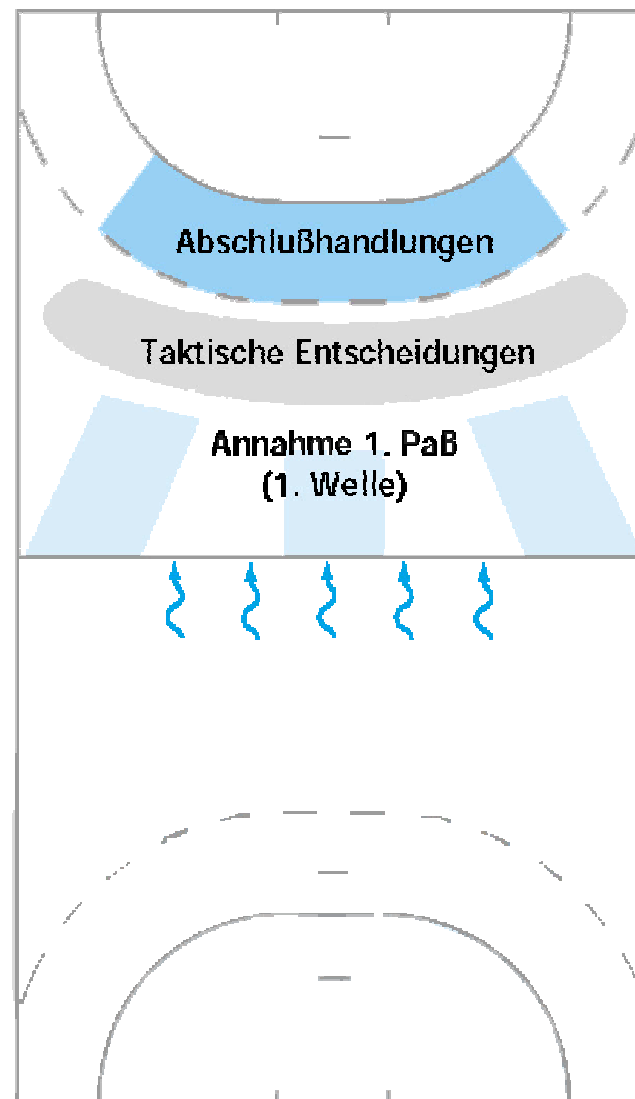 Abschlußhandlungen
Taktische Entscheidungen
Annahme 1. Paß
(1. Welle)